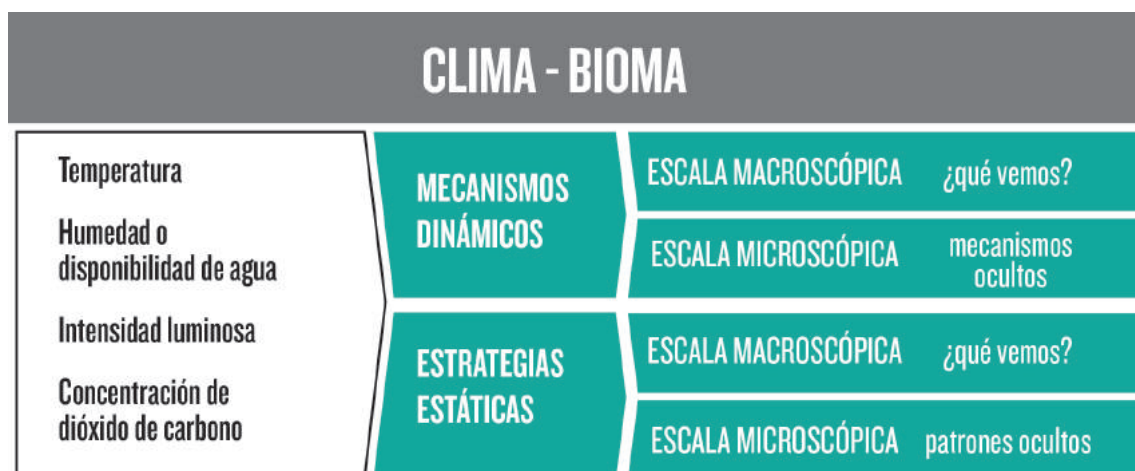 CLIMA - BIOMA
Temperatura
Humedad o
disponibilidad de agua
Intensidad luminosa
Concentración de
dióxido de carbono
MECANISMOS
DINÁMICOS
ESCALA MACROSCÓPICA ¿qué vemos?
ESCALA MICROSCÓPICA mecanismos
ocultos
ESTRATEGIAS
ESTÁTICAS
ESCALA MACROSCÓPICA ¿qué vemos?
ESCALA MICROSCÓPICA patrones ocultos